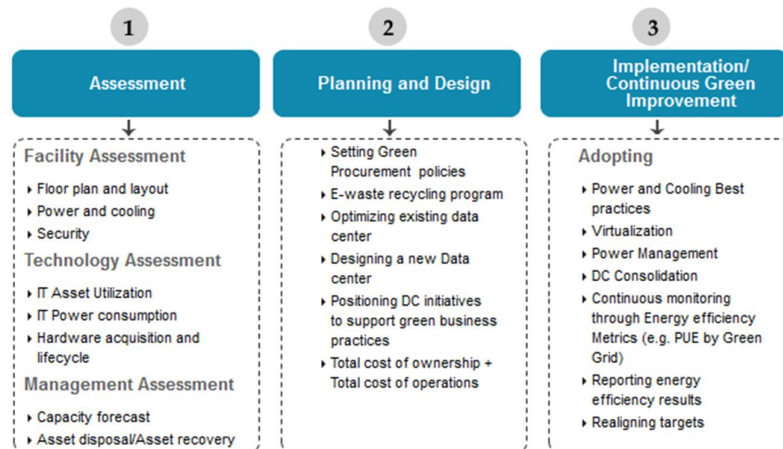 1
Assessment
Facility Assessment
Floor plan and layout
Power and cooling
Security
Technology Assessment
IT Asset Utilization
IT Power consumption
Hardware acquisition and
lifecycle
Management Assessment
Capacity forecast
Asset disposal/Asset recovery
2
Planning and Design
Setting Green
Procurement policies
E-waste recycling program
Optimizing existing data
center
Designing a new Data
center
Positioning DC initiatives
to support green business
practices
Total cost of ownership +
Total cost of operations
3
Implementation/
Continuous Green
Improvement
Adopting
Power and Cooling Best
practices
Virtualization
Power Management
DC Consolidation
Continuous monitoring
through Energy efficiency
Metrics (e.g. PUE by Green
Grid)
Reporting energy
efficiency results
Realigning targets